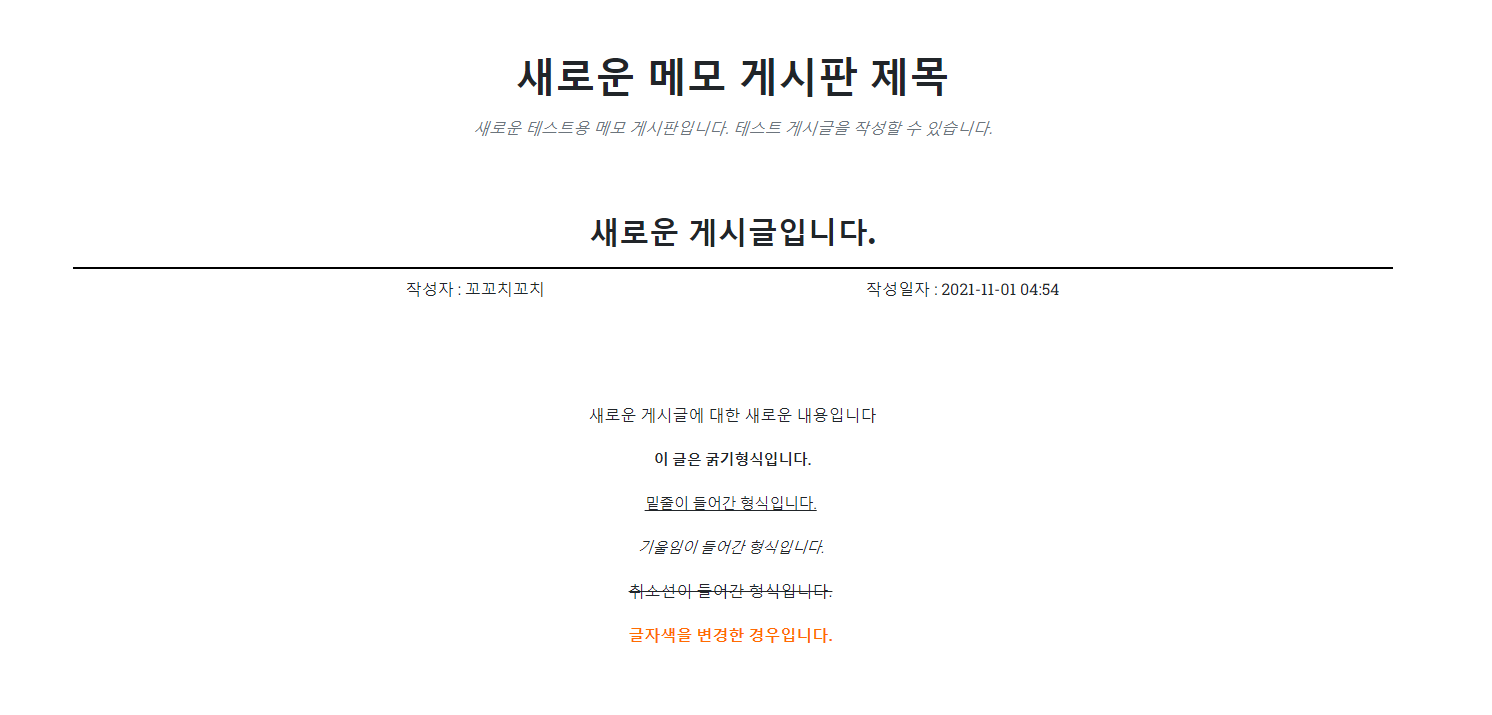 새로운 메모 게시판 제목
새로운 테스트용 메모 게시판입니다. 테스트 게시글을 작성할 수 있습니다.
새로운 게시글입니다.
작성자 : 꼬꼬치꼬치
작성일자 : 2021-11-01 04:54
새로운 게시글에 대한 새로운 내용입니다
이 글은 굵기형식입니다.
밑줄이 들어간 형식입니다.
기울임이 들어간 형식입니다.
취소선이 들어간 형식입니다.
글자색을 변경한 경우입니다.